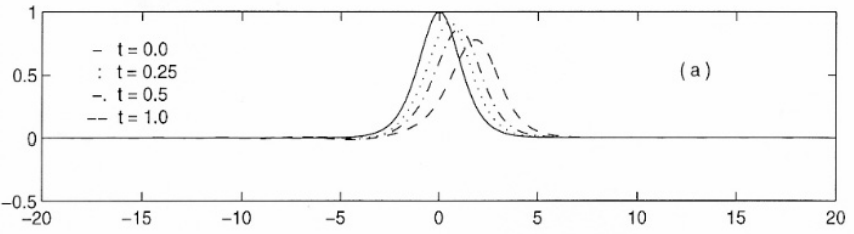 1
– t = 0.0
: t = 0.25
(a)
0.5
-. t = 0.5
-- t = 1.0
0
-0.5
-20 -15 -10 -5 0 5 10 15 20